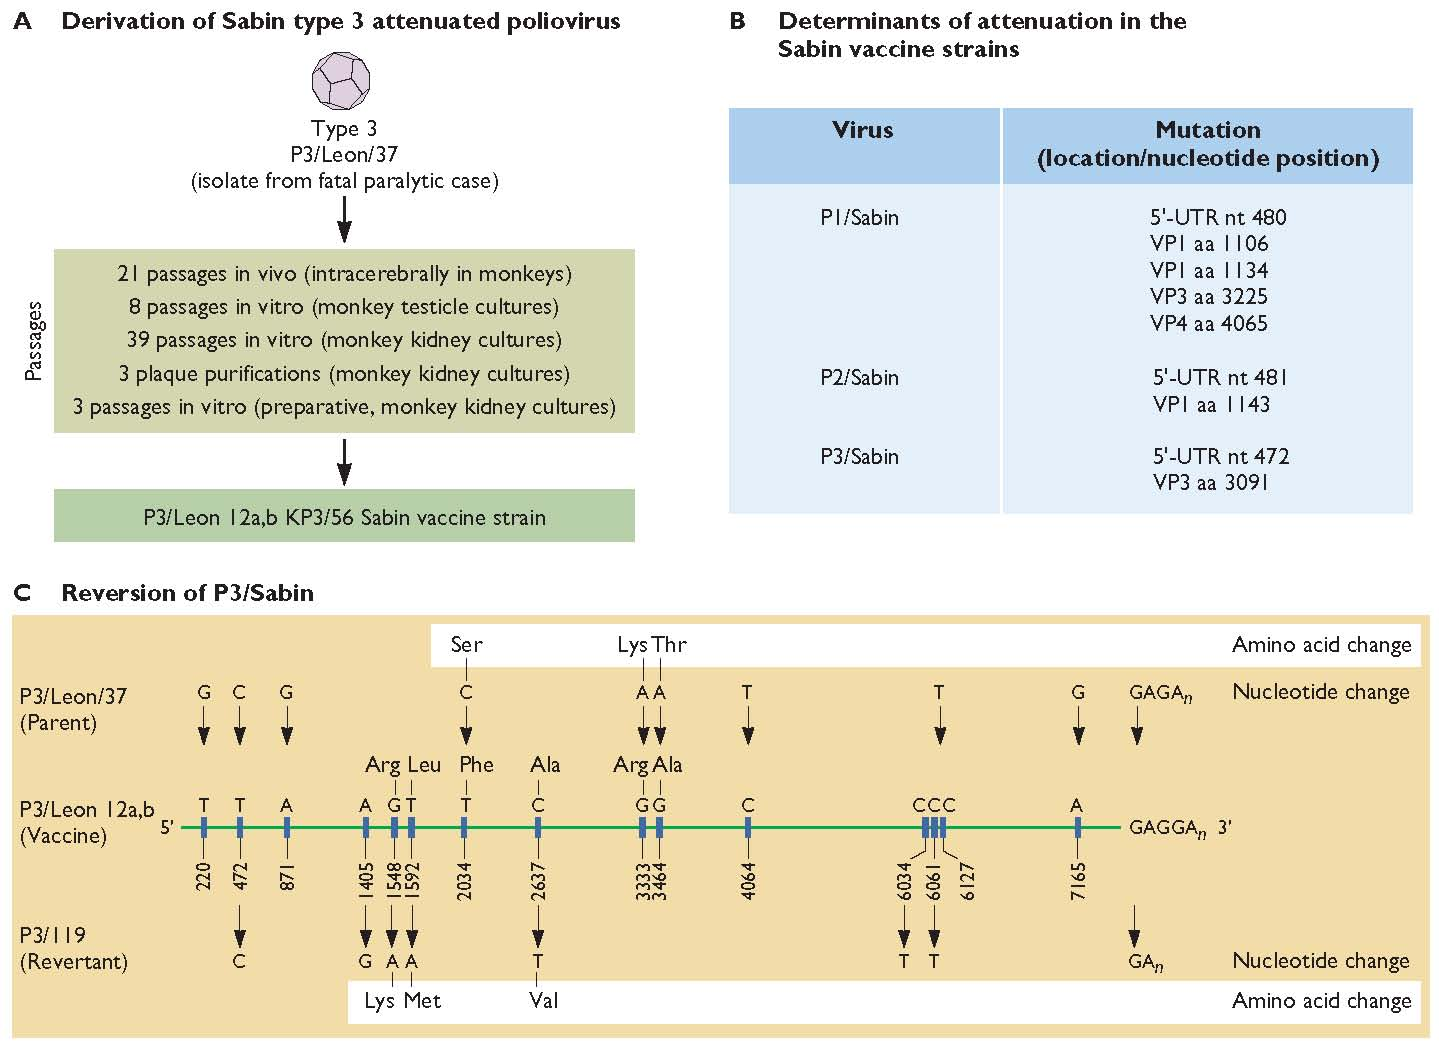 A Derivation of Sabin type 3 attenuated poliovirus
Type 3
P3/Leon/37
(isolate from fatal paralytic case)
Passages
21 passages in vivo (intracerebrally in monkeys)
8 passages in vitro (monkey testicle cultures)
39 passages in vitro (monkey kidney cultures)
3 plaque purifications (monkey kidney cultures)
3 passages in vitro (preparative, monkey kidney cultures)
P3/Leon 12a,b KP3/56 Sabin vaccine strain
B Determinants of attenuation in the
Sabin vaccine strains
Virus Mutation
(location/nucleotide position)
P1/Sabin 5'-UTR nt 480
VP1 aa 1106
VP1 aa 1134
VP3 aa 3225
VP4 aa 4065
P2/Sabin 5'-UTR nt 481
VP1 aa 1143
P3/Sabin 5'-UTR nt 472
VP3 aa 3091
C Reversion of P3/Sabin
Ser Lys Thr Amino acid change
P3/Leon/37 G C G C A A T T G GAGAn Nucleotide change
(Parent)
Arg Leu Phe Ala Arg Ala
P3/Leon 12a,b T T A A G T T C G G C C C C A
(Vaccine) 5' GAGGAn 3'
220 472 871 1405 1548 1592 2034 2637 3333 3464 4064 6034 6061 6127 7165
P3/119
(Revertant) C G A A T T T GAn Nucleotide change
Lys Met Val Amino acid change